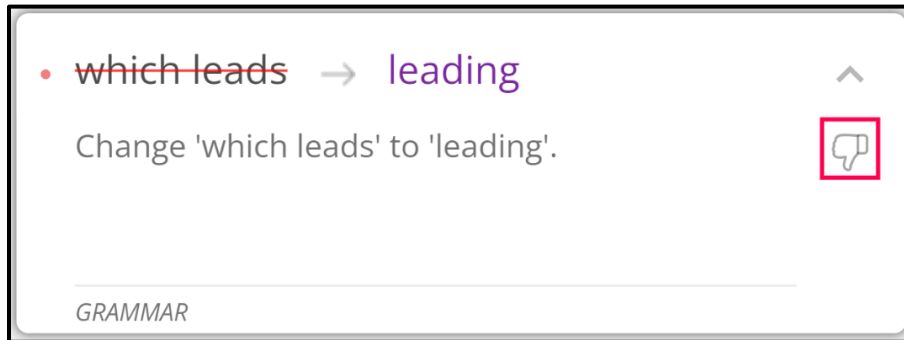 which leads → leading
Change 'which leads' to 'leading'.
GRAMMAR